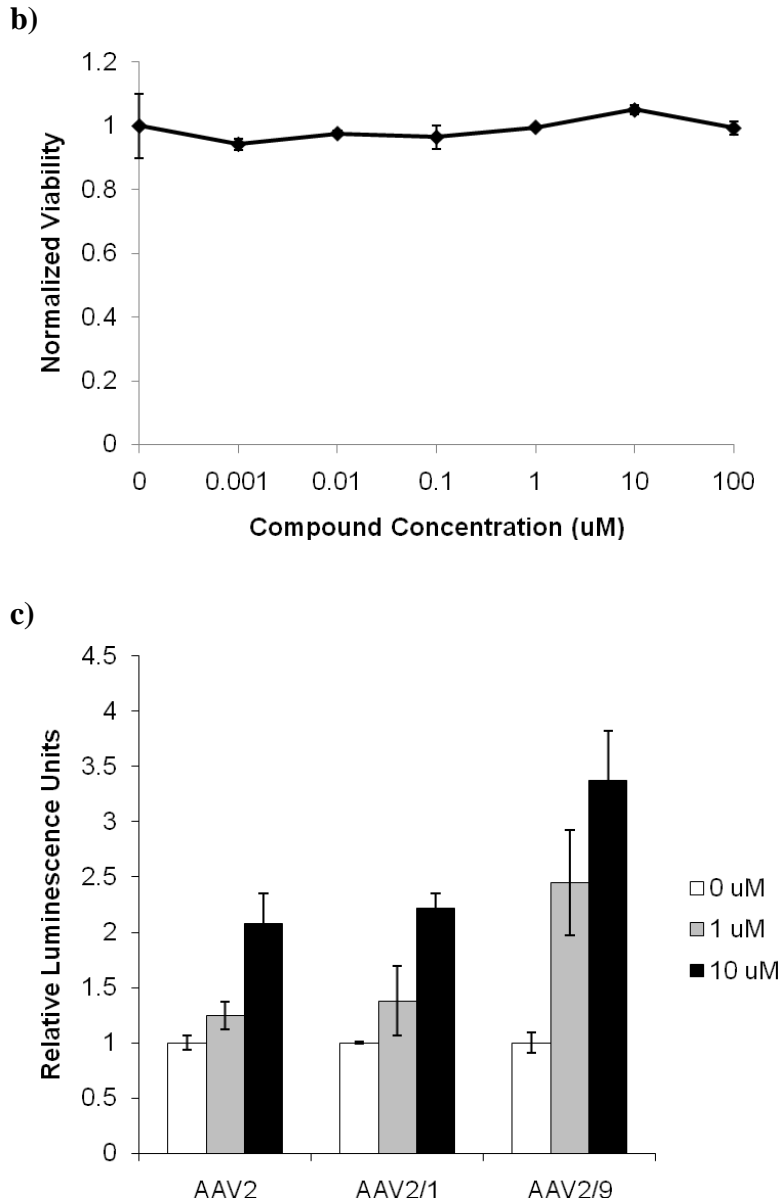 b)
1.2
1
0.8
0.6
0.4
0.2
0
Normalized Viability
0 0.001 0.01 0.1 1 10 100
Compound Concentration (uM)
c)
4.5
4
3.5
3
2.5
2
1.5
1
0.5
0
Relative Luminescence Units
0 uM
1 uM
10 uM
AAV2 AAV2/1 AAV2/9